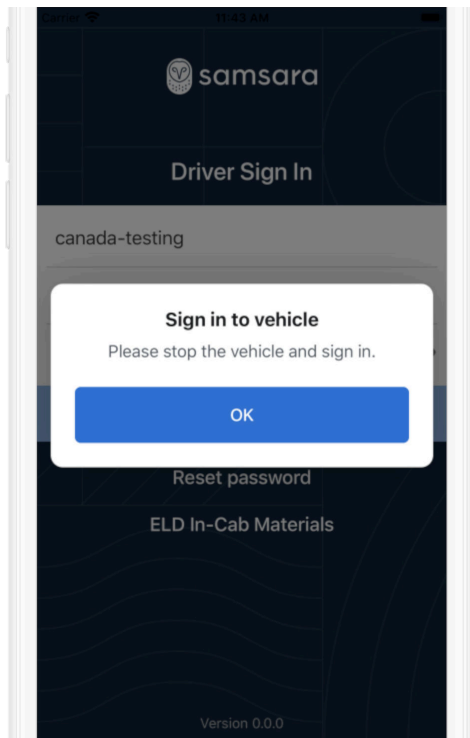 Carrier 11:43 AM
samsara
Driver Sign In
canada-testing
Sign in to vehicle
Please stop the vehicle and sign in.
OK
Reset password
ELD In-Cab Materials
Version 0.0.0